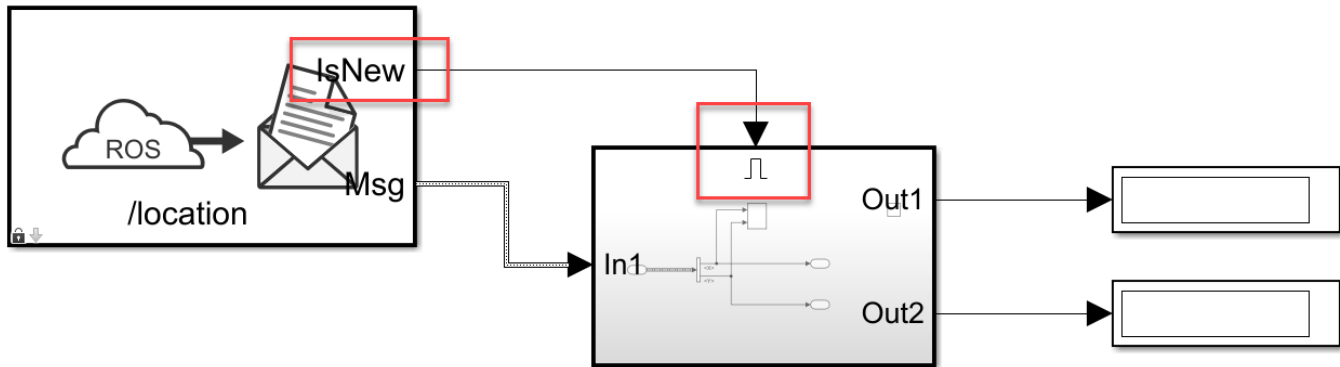 IsNew
ROS
Msg
/location
In1
Out1
Out2